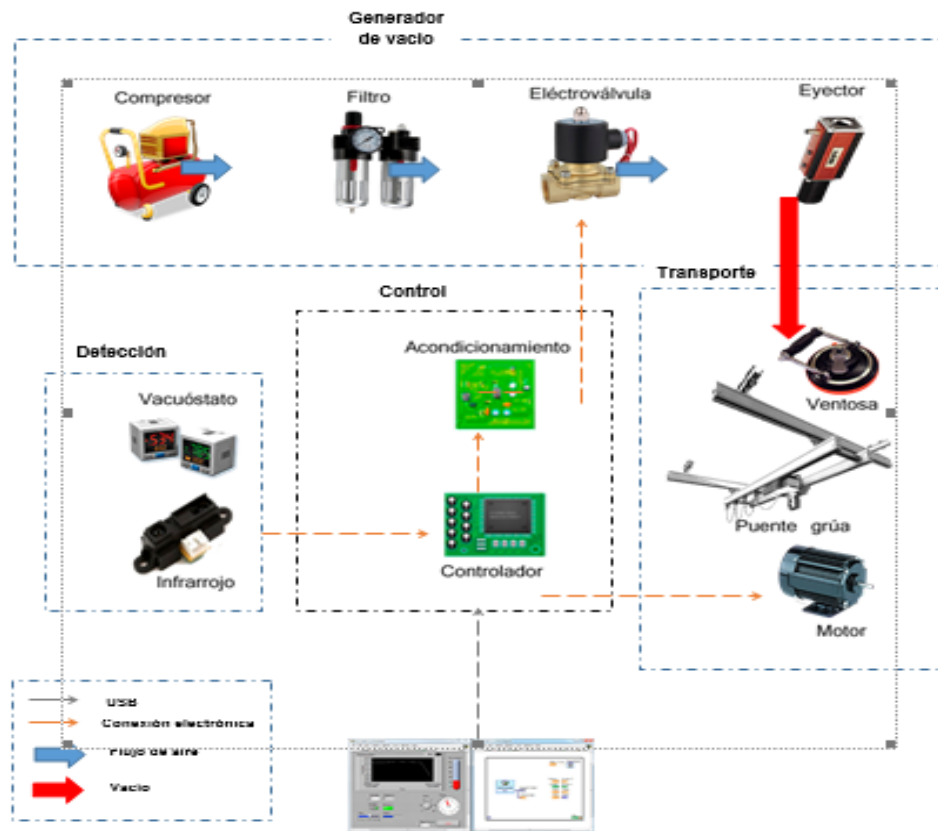 Generador
de vacio
Compresor
Filtro
Eléctroválvula
Eyector
Transporte
Control
Detección
Acondicionamiento
Vacuóstato
Ventosa
Puente grúa
Infrarrojo
Controlador
Motor
USB
Conexión electrónica
Flujo de aire
Vacio